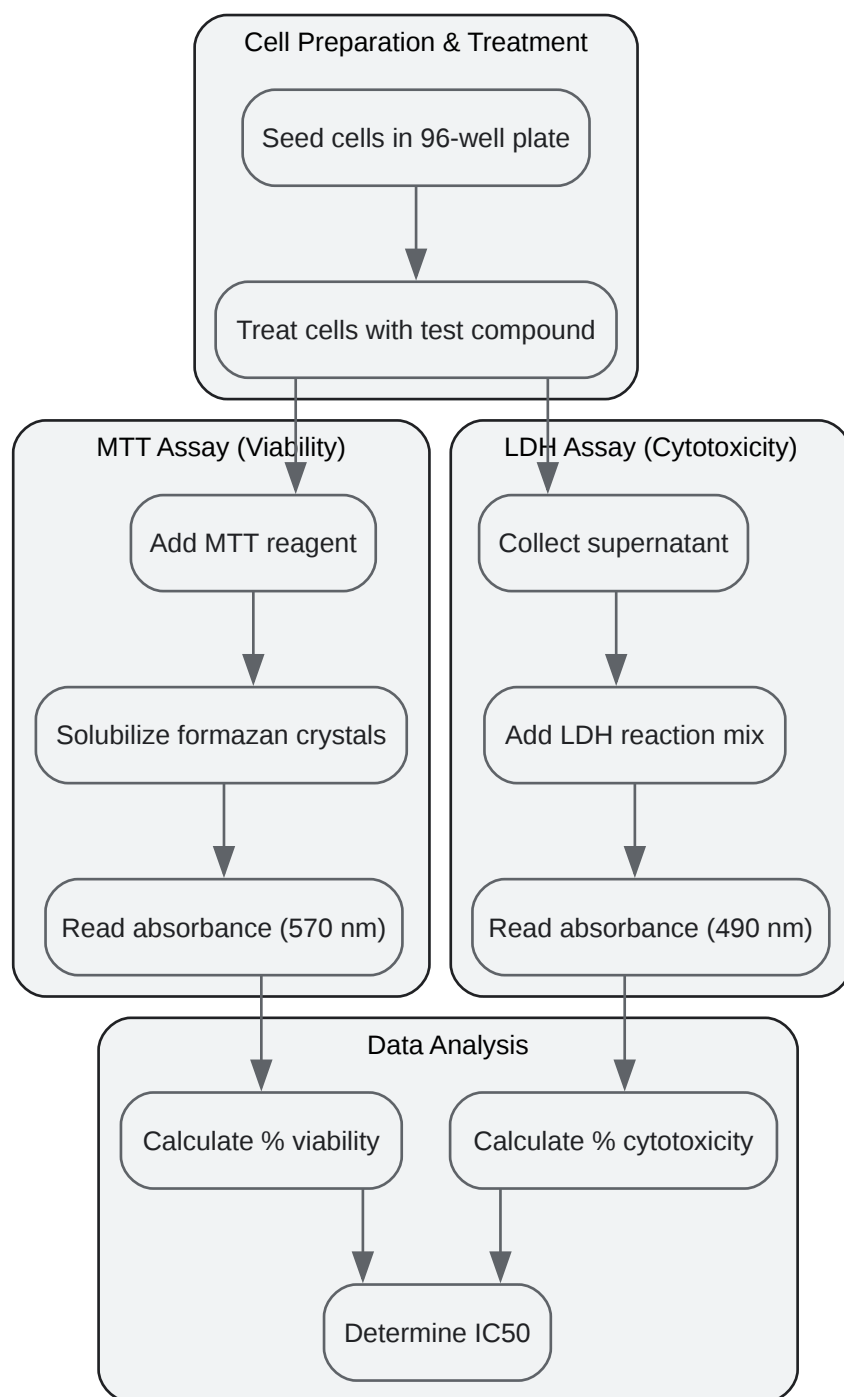 Cell Preparation & Treatment
Seed cells in 96-well plate
Treat cells with test compound
MTT Assay (Viability)
Add MTT reagent
Solubilize formazan crystals
Read absorbance (570 nm)
LDH Assay (Cytotoxicity)
Collect supernatant
Add LDH reaction mix
Read absorbance (490 nm)
Data Analysis
Calculate % viability
Calculate % cytotoxicity
Determine IC50